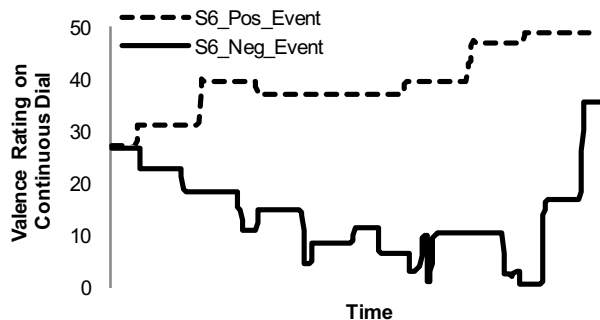 50
40
30
20
10
0
S6_Pos_Event
S6_Neg_Event
Valence Rating on
Continuous Dial
Time